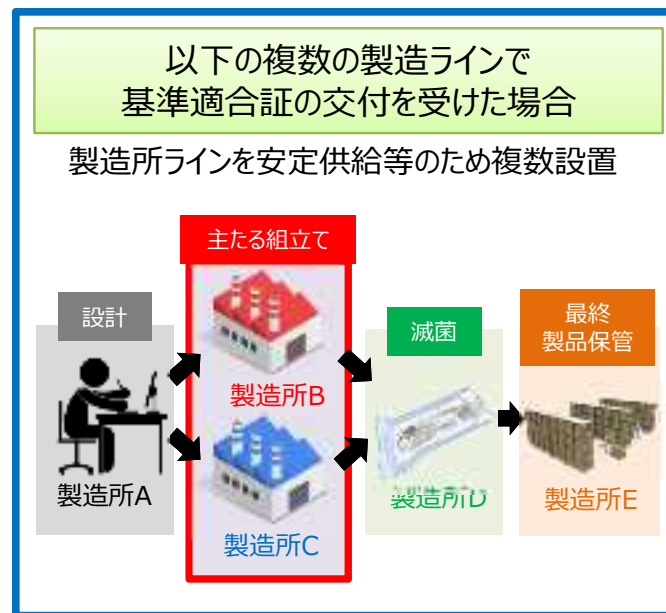 以下の複数の製造ラインで
基準適合証の交付を受けた場合
製造所ラインを安定供給等のため複数設置
主たる組立て
設計
滅菌
最終
製品保管
製造所B
製造所A
製造所D
製造所E
製造所C